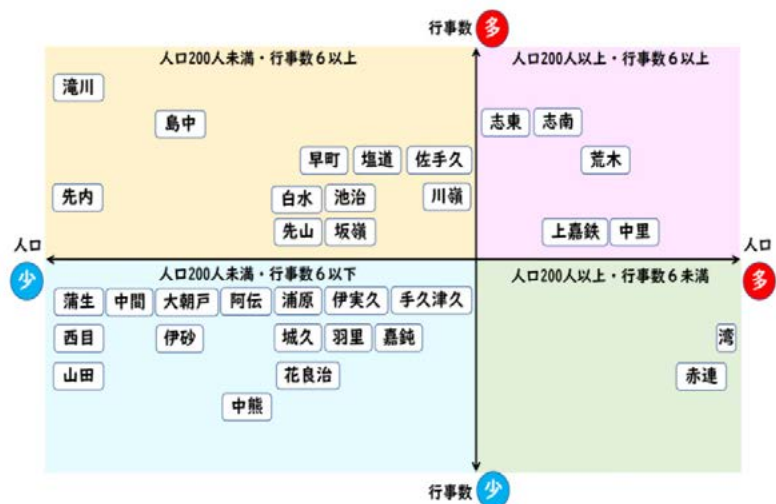 行事数 多
人口200人未満・行事数6以上
人口200人以上・行事数6以上
滝川
島中
志東 志南
早町 塩道 佐手久
荒木
先内
白水 池治 川嶺
先山 坂嶺
上嘉鉄 中里
人口 少
人口 多
人口200人未満・行事数6以下
人口200人以上・行事数6未満
蒲生 中間 大朝戸 阿伝 浦原 伊実久 手久津久
西目 伊砂 城久 羽里 嘉鈍
湾
山田 花良治
赤連
中熊
行事数 少